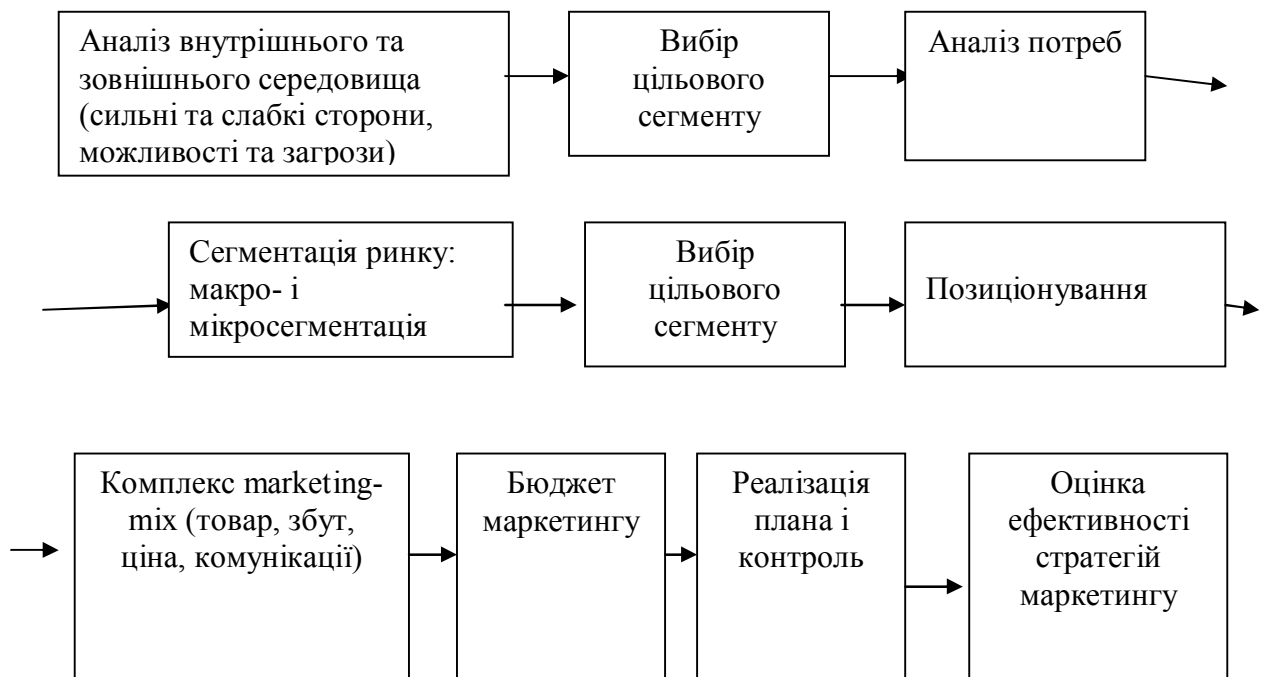 Аналіз внутрішнього та
зовнішнього середовища
(сильні та слабкі сторони,
можливості та загрози)
Вибір
цільового
сегменту
Аналіз потреб
Сегментація ринку:
макро- і
мікросегментація
Вибір
цільового
сегменту
Позиціонування
Комплекс marketing-
mix (товар, збут,
ціна, комунікації)
Бюджет
маркетингу
Реалізація
плана і
контроль
Оцінка
ефективності
стратегій
маркетингу